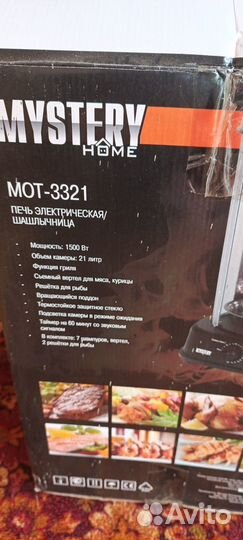 MYSTERY
HOME
MOT-3321
ПЕЧЬ ЭЛЕКТРИЧЕСКАЯ/
ШАШЛЫЧНИЦА
Мощность: 1500 Вт
Объем камеры: 21 литр
Функция гриля
Съемный вертел для мяса, курицы
Решётка для рыбы
Вращающийся поддон
Термостойкое защитное стекло
Подсветка камеры в режиме ожидания
Таймер на 60 минут со звуковым
сигналом
В комплекте: 7 шампуров, вертел,
2 решётки для рыбы
Avito